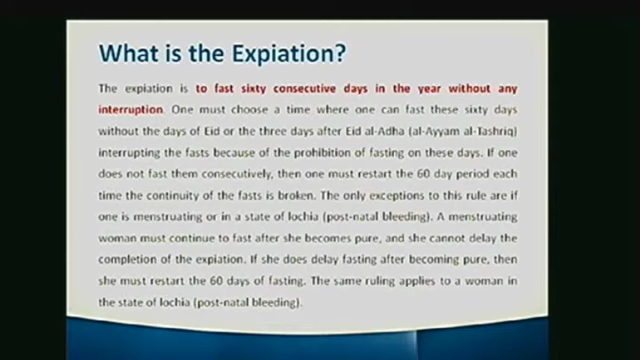 What is the Expiation?
The expiation is to fast sixty consecutive days in the year without any
interruption. One must choose a time where one can fast these sixty days
without the days of Eid or the three days after Eid al-Adha (al-Ayyam al-Tashriq)
interrupting the fasts because of the prohibition of fasting on these days. If one
does not fast them consecutively, then one must restart the 60 day period each
time the continuity of the fasts is broken. The only exceptions to this rule are if
one is menstruating or in a state of lochia (post-natal bleeding). A menstruating
woman must continue to fast after she becomes pure, and she cannot delay the
completion of the expiation. If she does delay fasting after becoming pure, then
she must restart the 60 days of fasting. The same ruling applies to a woman in
the state of lochia (post-natal bleeding).